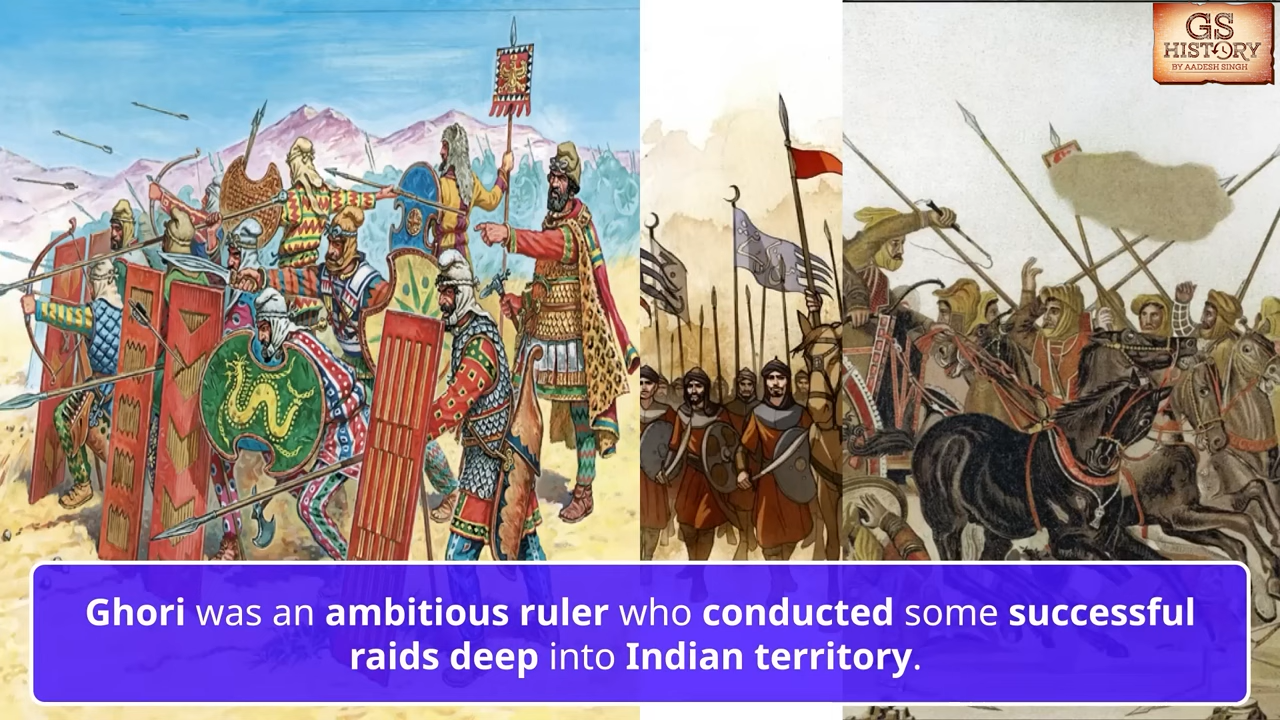 GS
HISTORY
BY AADESH SINGH
Ghori was an ambitious ruler who conducted some successful
raids deep into Indian territory.